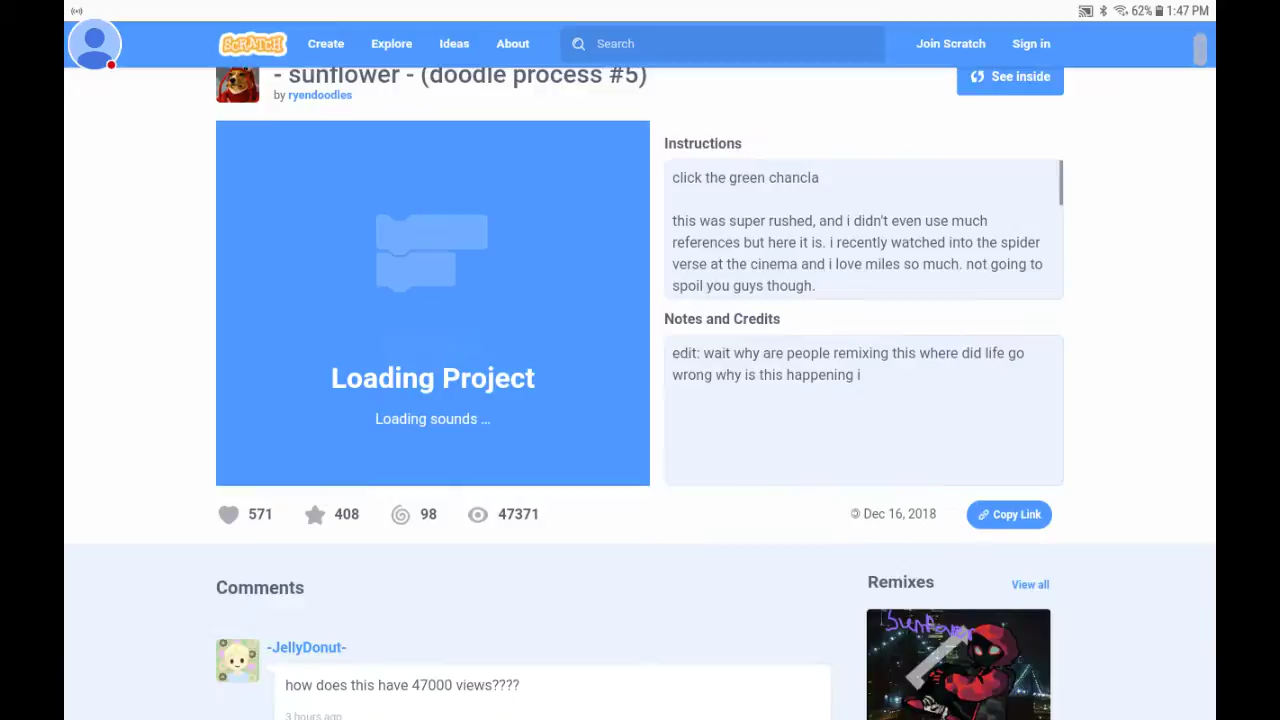 62% 1:47 PM
SCRATCH Create Explore Ideas About Search Join Scratch Sign in
- sunflower - (doodle process #5)
See inside
by ryendoodles
Instructions
click the green chancla
this was super rushed, and i didn't even use much
references but here it is. i recently watched into the spider
verse at the cinema and i love miles so much. not going to
spoil you guys though.
Loading Project
Loading sounds ...
Notes and Credits
edit: wait why are people remixing this where did life go
wrong why is this happening i
571 408 98 47371
Dec 16, 2018 Copy Link
Comments
Remixes View all
-JellyDonut-
how does this have 47000 views????
3 hours ago
Sunflower